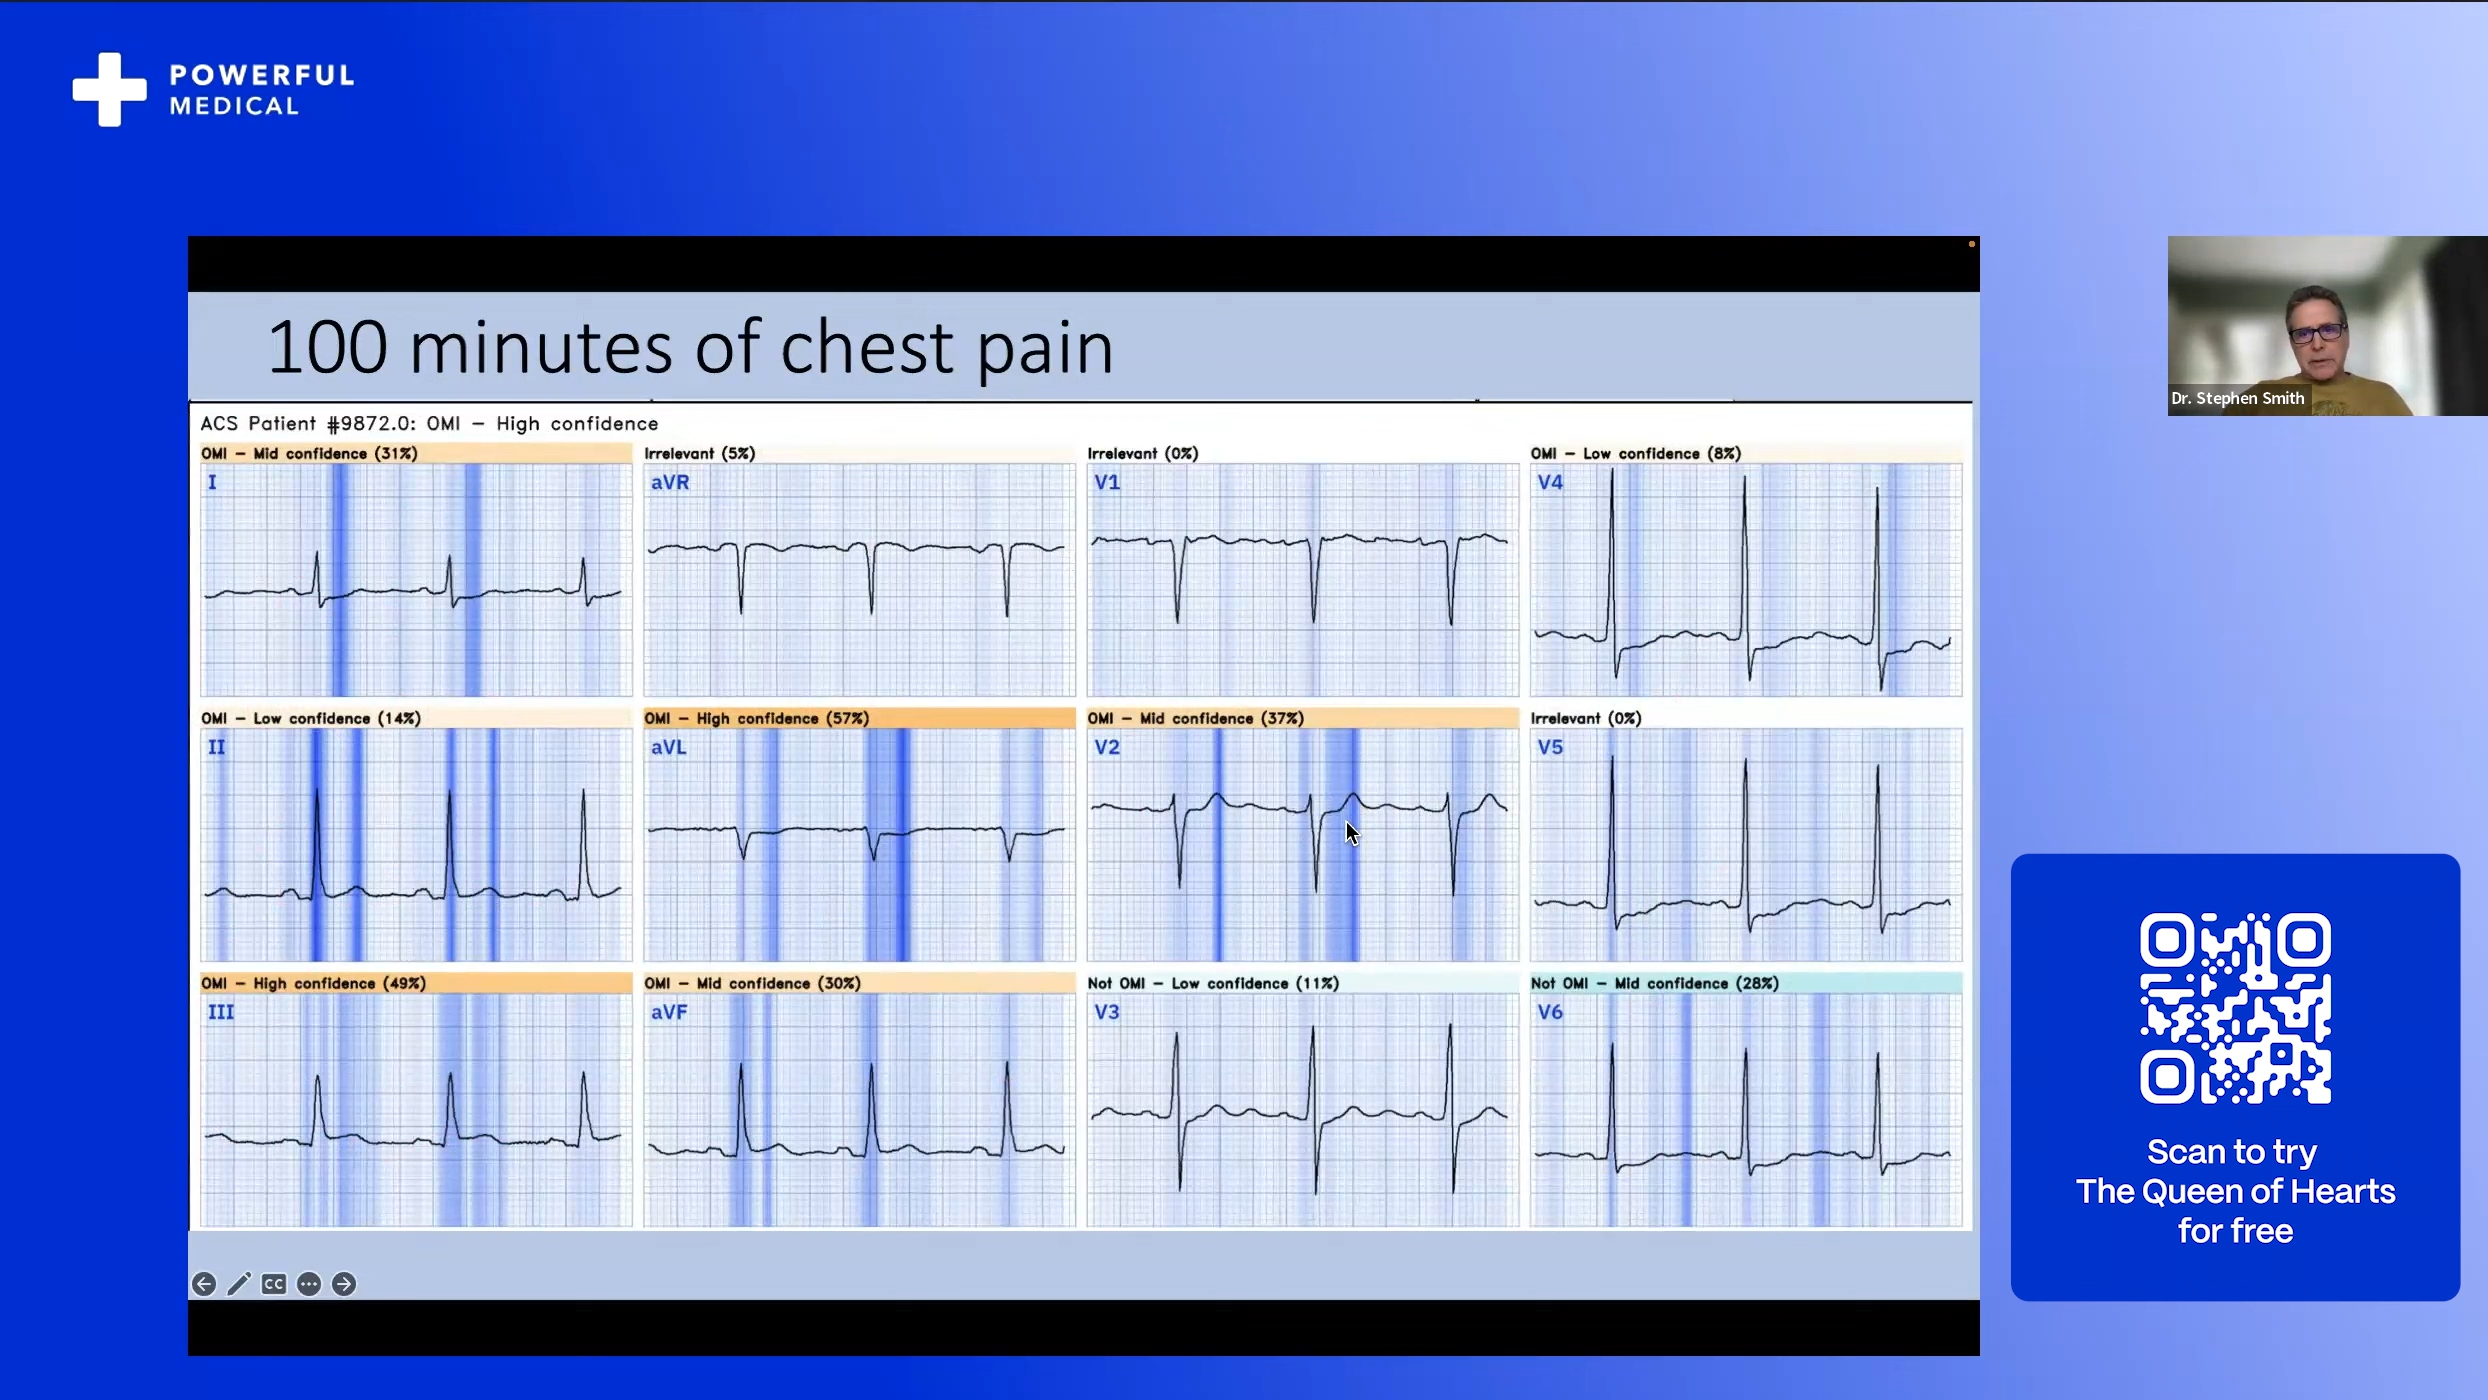 POWERFUL
MEDICAL
100 minutes of chest pain
ACS Patient #9872.0: OMI – High confidence
OMI – Mid confidence (31%)
I
Irrelevant (5%)
aVR
Irrelevant (0%)
V1
OMI – Low confidence (8%)
V4
OMI – Low confidence (14%)
II
OMI – High confidence (57%)
aVL
OMI – Mid confidence (37%)
V2
Irrelevant (0%)
V5
OMI – High confidence (49%)
III
OMI – Mid confidence (30%)
aVF
Not OMI – Low confidence (11%)
V3
Not OMI – Mid confidence (28%)
V6
CC
Dr. Stephen Smith
Scan to try
The Queen of Hearts
for free